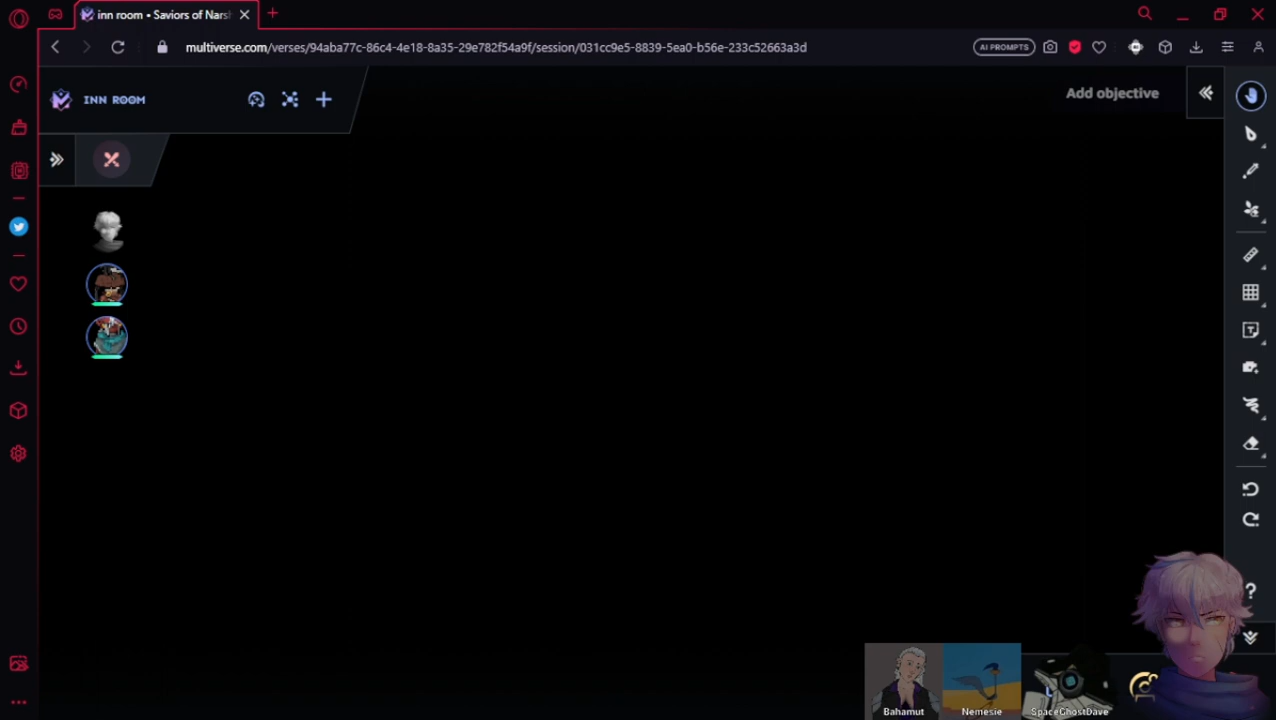 inn room • Saviors of Narsh
multiverse.com/verses/94aba77c-86c4-4e18-8a35-29e782f54a9f/session/031cc9e5-8839-5ea0-b56e-233c52663a3d
AI PROMPTS
INN ROOM
Add objective
Bahamut
Nemesie
SpaceGhostDave